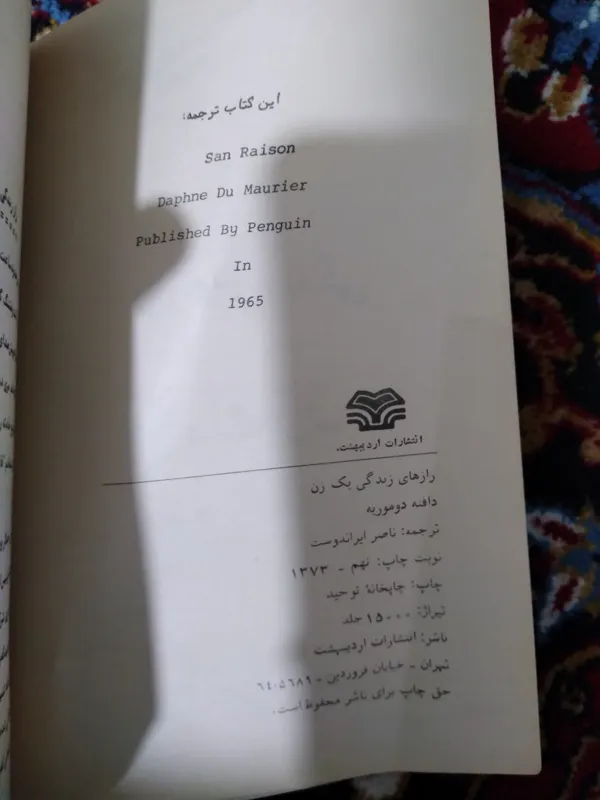 این کتاب ترجمه:
San Raison
Daphne Du Maurier
Published By Penguin
In
1965
انتشارات اردیبهشت.
رازهای زندگی یک زن
دافنه دوموریه
ترجمه: ناصر ایراندوست
نوبت چاپ: نهم - ۱۳۷۳
چاپ: چاپخانهٔ توحید
تیراژ: ۱۵۰۰۰ جلد
ناشر: انتشارات اردیبهشت
تهران - خیابان فروردین - ۶۴۰۵۶۸۹
حق چاپ برای ناشر محفوظ است.